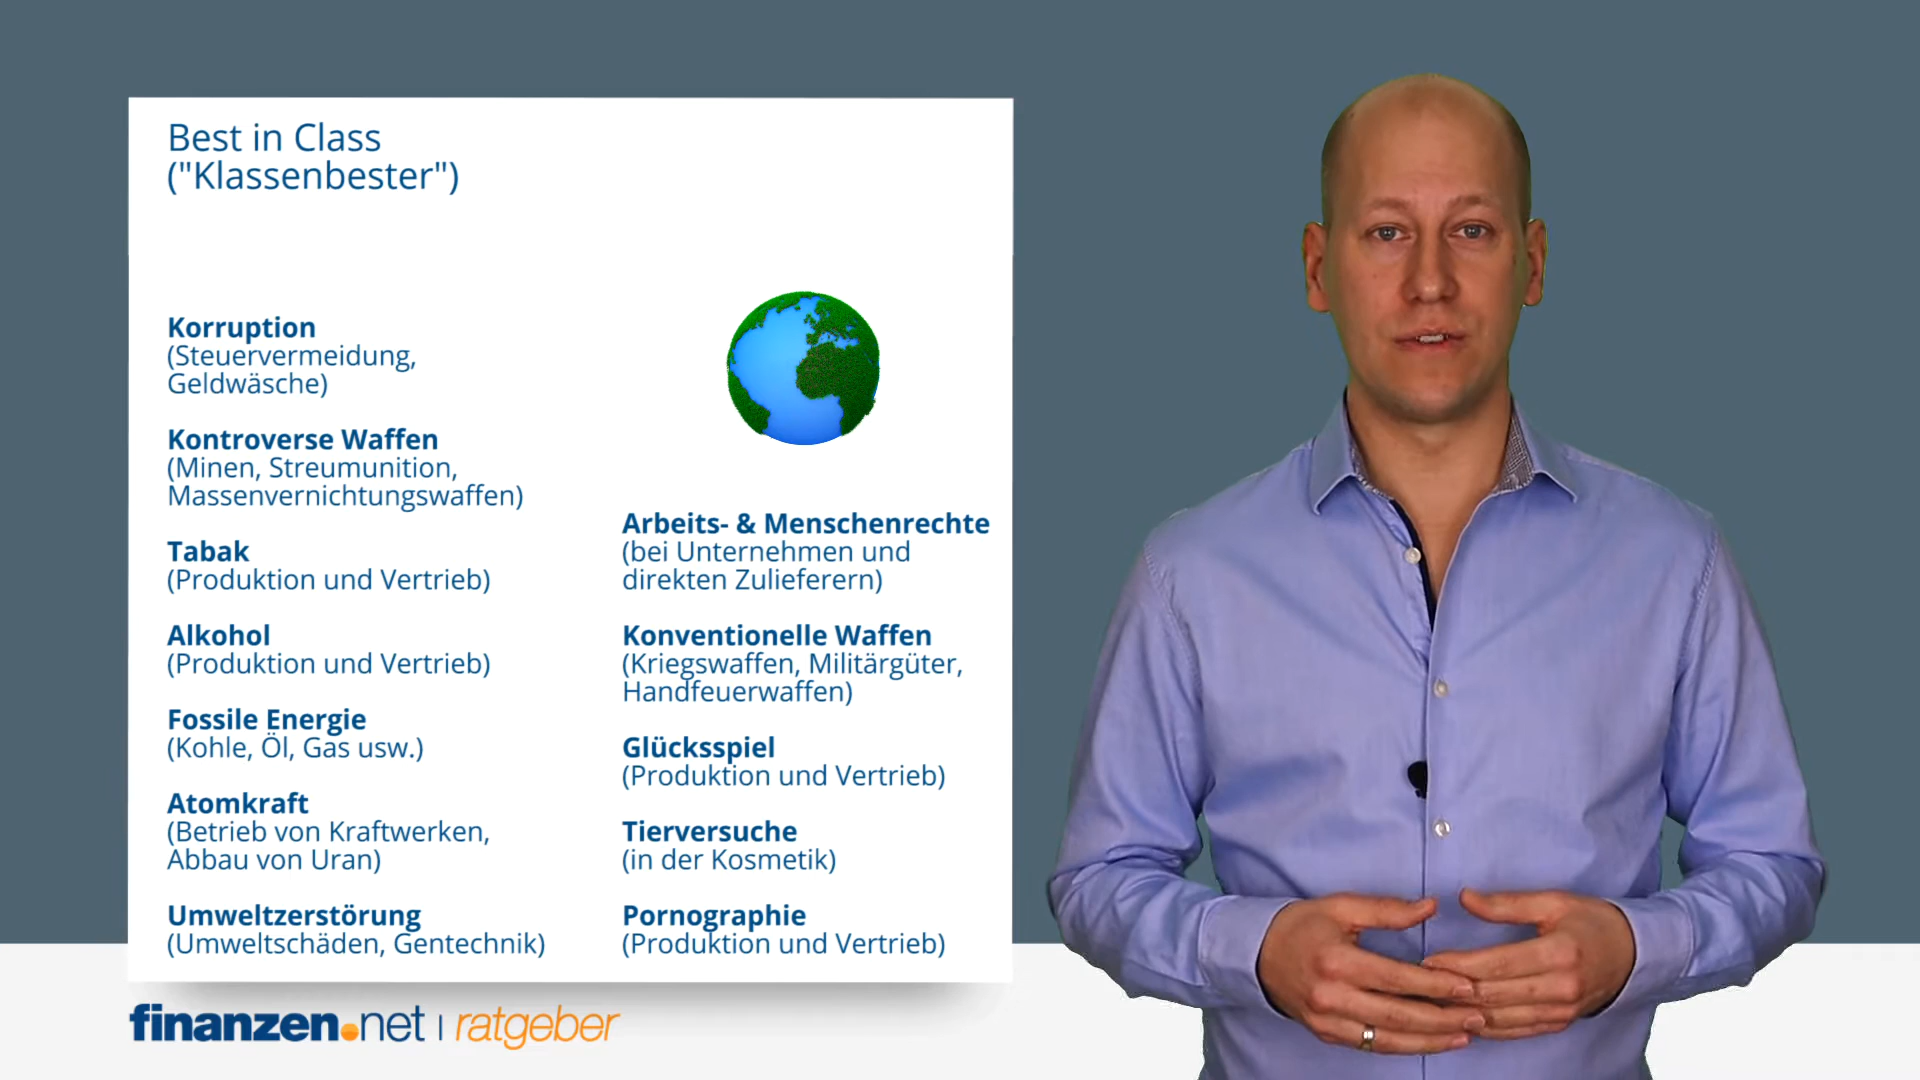 Best in Class
("Klassenbester")
Korruption
(Steuervermeidung,
Geldwäsche)
Kontroverse Waffen
(Minen, Streumunition,
Massenvernichtungswaffen)
Tabak
(Produktion und Vertrieb)
Alkohol
(Produktion und Vertrieb)
Fossile Energie
(Kohle, Öl, Gas usw.)
Atomkraft
(Betrieb von Kraftwerken,
Abbau von Uran)
Umweltzerstörung
(Umweltschäden, Gentechnik)
Arbeits- & Menschenrechte
(bei Unternehmen und
direkten Zulieferern)
Konventionelle Waffen
(Kriegswaffen, Militärgüter,
Handfeuerwaffen)
Glücksspiel
(Produktion und Vertrieb)
Tierversuche
(in der Kosmetik)
Pornographie
(Produktion und Vertrieb)
finanzen.net | ratgeber